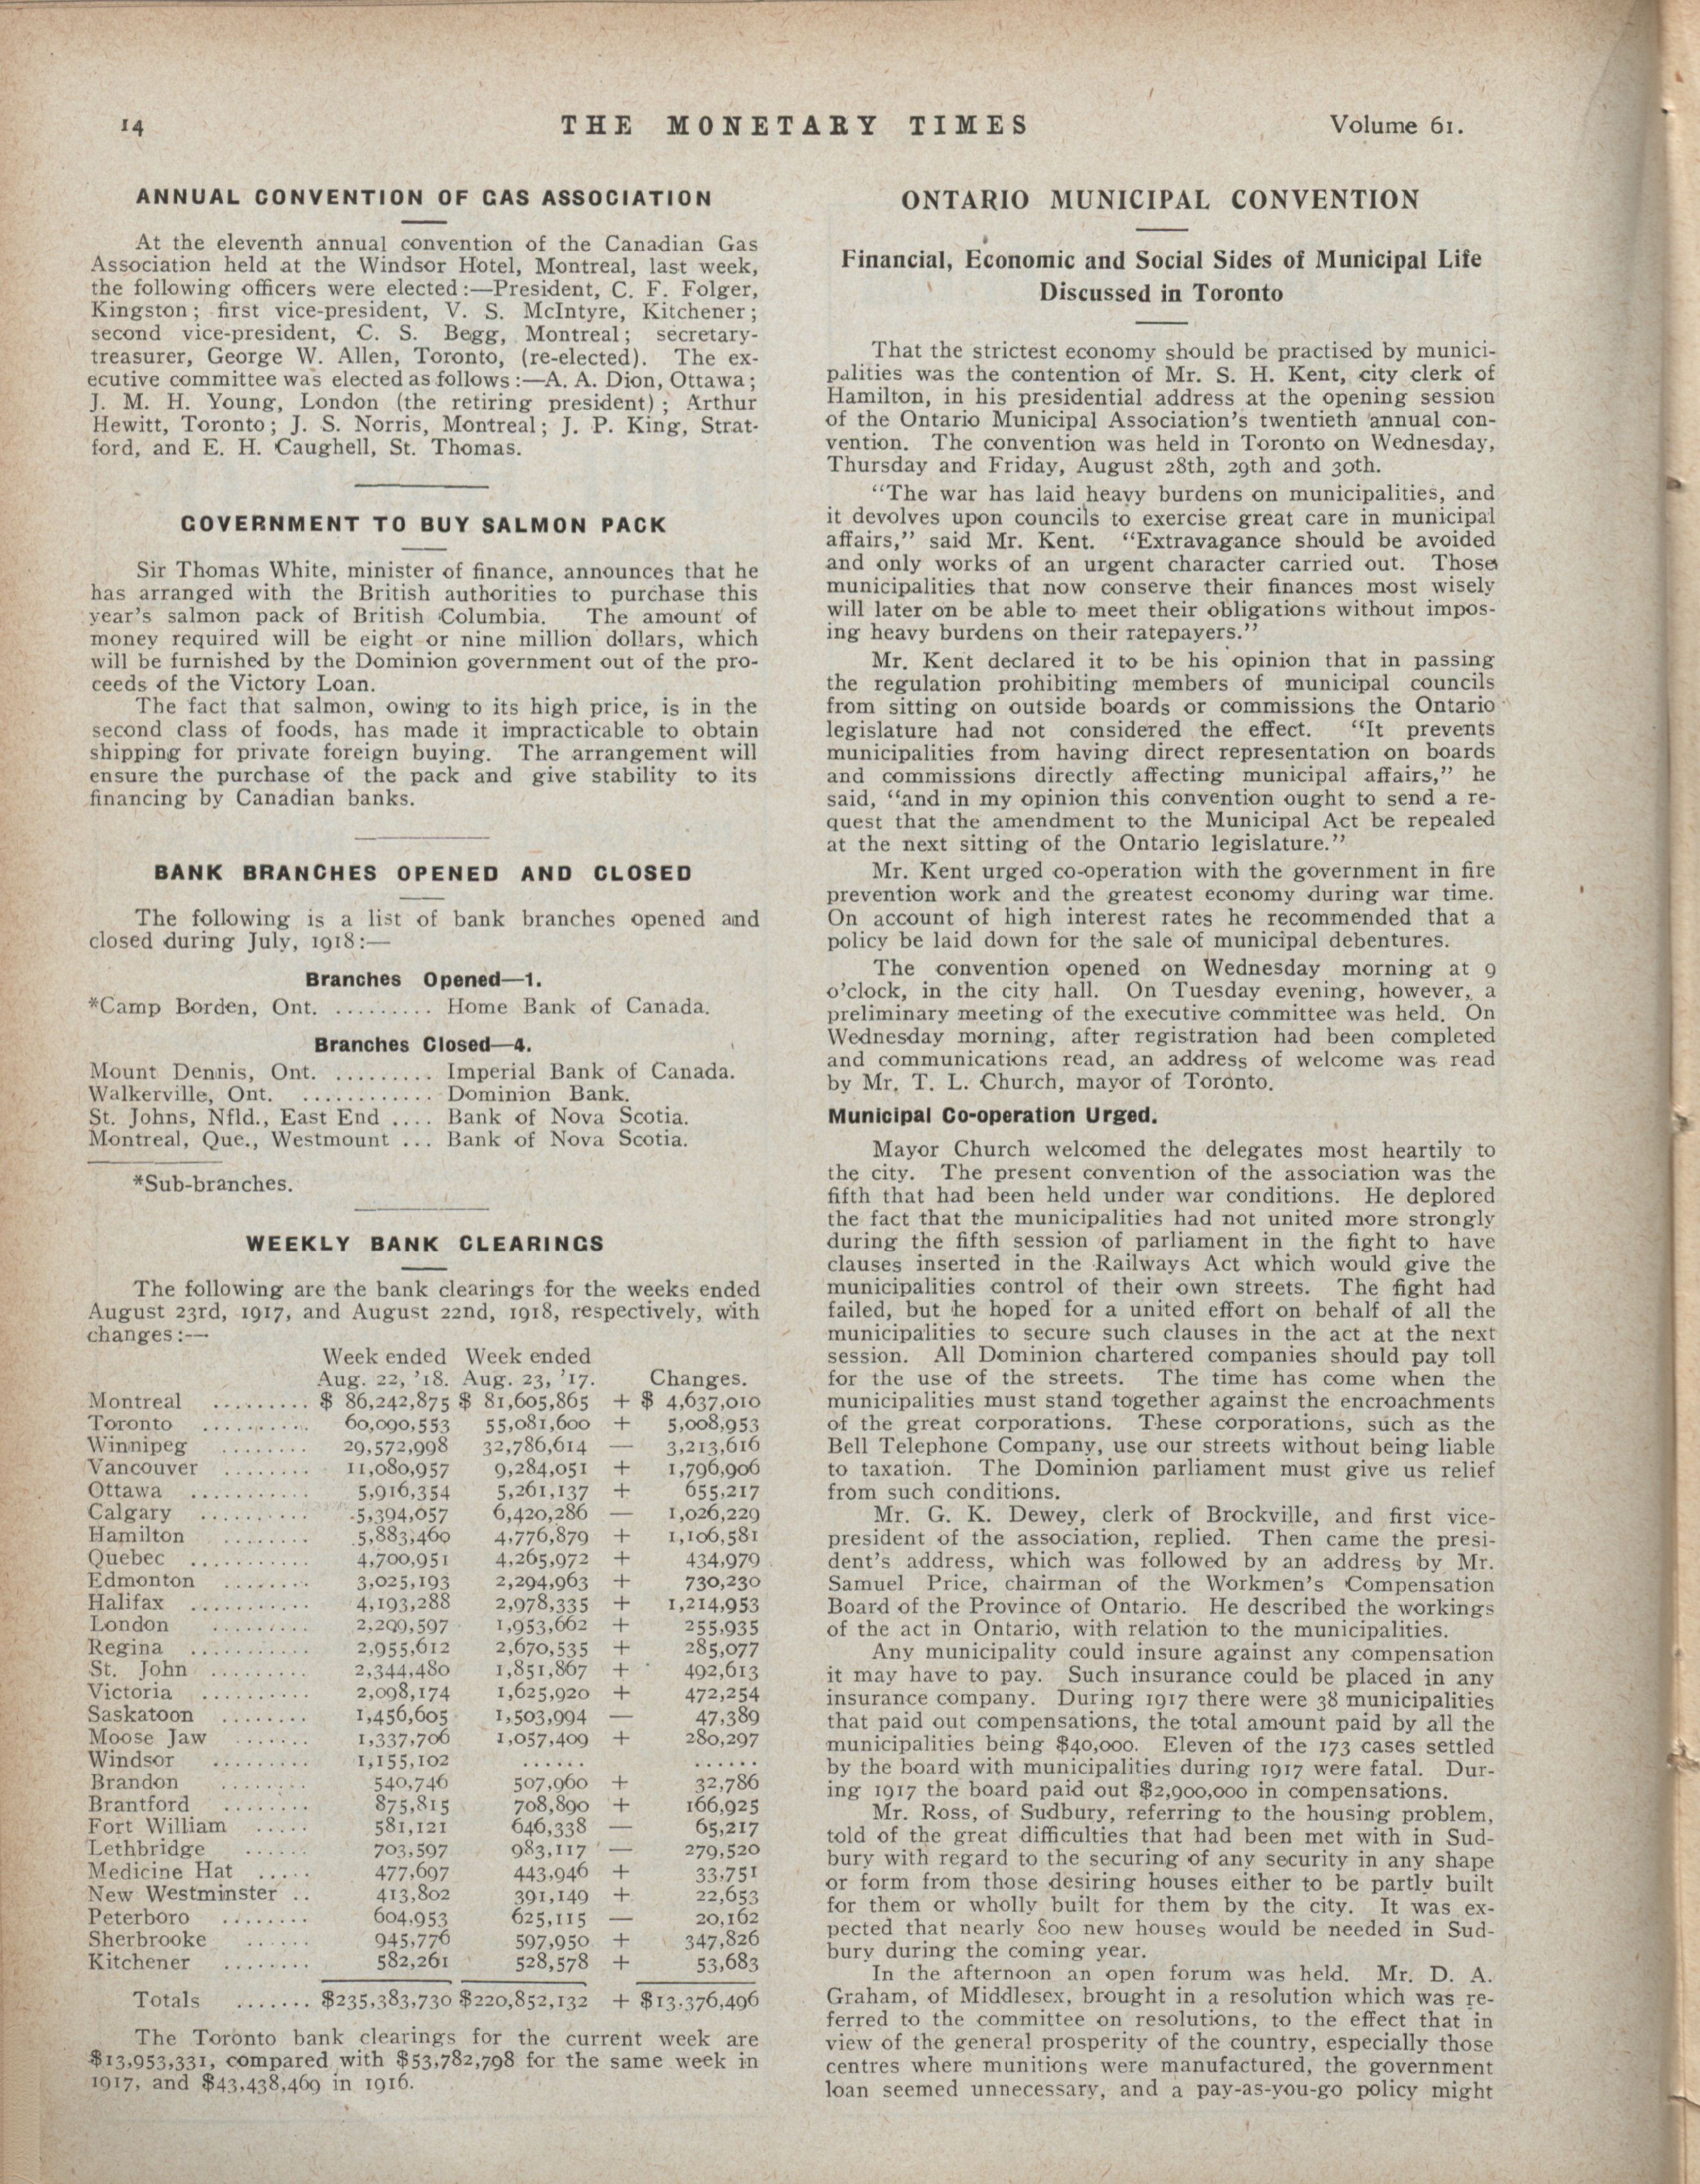 14
THE MONETARY TIMES
Volume 61.
ANNUAL CONVENTION OF GAS ASSOCIATION
At the eleventh annual convention of the Canadian Gas
Association held at the Windsor Hotel, Montreal, last week,
the following officers were elected:—President, C. F. Folger,
Kingston; first vice-president, V. S. McIntyre, Kitchener;
second vice-president, C. S. Begg, Montreal; secretary-
treasurer, George W. Allen, Toronto, (re-elected). The ex-
ecutive committee was elected as follows:—A. A. Dion, Ottawa;
J. M. H. Young, London (the retiring president); Arthur
Hewitt, Toronto; J. S. Norris, Montreal; J. P. King, Strat-
ford, and E. H. Caughell, St. Thomas.
GOVERNMENT TO BUY SALMON PACK
Sir Thomas White, minister of finance, announces that he
has arranged with the British authorities to purchase this
year's salmon pack of British Columbia. The amount of
money required will be eight or nine million dollars, which
will be furnished by the Dominion government out of the pro-
ceeds of the Victory Loan.
The fact that salmon, owing to its high price, is in the
second class of foods, has made it impracticable to obtain
shipping for private foreign buying. The arrangement will
ensure the purchase of the pack and give stability to its
financing by Canadian banks.
BANK BRANCHES OPENED AND CLOSED
The following is a list of bank branches opened and
closed during July, 1918:—
Branches Opened—1.
*Camp Borden, Ont. ......... Home Bank of Canada.
Branches Closed—4.
Mount Dennis, Ont. ......... Imperial Bank of Canada.
Walkerville, Ont. ............ Dominion Bank.
St. Johns, Nfld., East End .... Bank of Nova Scotia.
Montreal, Que., Westmount ... Bank of Nova Scotia.
*Sub-branches.
WEEKLY BANK CLEARINGS
The following are the bank clearings for the weeks ended
August 23rd, 1917, and August 22nd, 1918, respectively, with
changes:—
Week ended Week ended
Aug. 22, '18. Aug. 23, '17. Changes.
Montreal ......... $ 86,242,875 $ 81,605,865 + $ 4,637,010
Toronto .......... 60,090,553 55,081,600 + 5,008,953
Winnipeg ........ 29,572,998 32,786,614 — 3,213,616
Vancouver ........ 11,080,957 9,284,051 + 1,796,906
Ottawa ........... 5,916,354 5,261,137 + 655,217
Calgary .......... 5,394,057 6,420,286 — 1,026,229
Hamilton ........ 5,883,460 4,776,879 + 1,106,581
Quebec ........... 4,700,951 4,265,972 + 434,979
Edmonton ........ 3,025,193 2,294,963 + 730,230
Halifax ........... 4,193,288 2,978,335 + 1,214,953
London ......... 2,209,597 1,953,662 + 255,935
Regina ........... 2,955,612 2,670,535 + 285,077
St. John ......... 2,344,480 1,851,867 + 492,613
Victoria .......... 2,098,174 1,625,920 + 472,254
Saskatoon ........ 1,456,605 1,503,994 — 47,389
Moose Jaw ....... 1,337,706 1,057,409 + 280,297
Windsor ......... 1,155,102 ...... ......
Brandon ........ 540,746 507,960 + 32,786
Brantford ........ 875,815 708,890 + 166,925
Fort William ..... 581,121 646,338 — 65,217
Lethbridge ...... 703,597 983,117 — 279,520
Medicine Hat ..... 477,697 443,946 + 33,751
New Westminster .. 413,802 391,149 + 22,653
Peterboro ........ 604,953 625,115 — 20,162
Sherbrooke ...... 945,776 597,950 + 347,826
Kitchener ........ 582,261 528,578 + 53,683
Totals ....... $235,383,730 $220,852,132 + $13,376,496
The Toronto bank clearings for the current week are
$13,953,331, compared with $53,782,798 for the same week in
1917, and $43,438,469 in 1916.
ONTARIO MUNICIPAL CONVENTION
Financial, Economic and Social Sides of Municipal Life
Discussed in Toronto
That the strictest economy should be practised by munici-
palities was the contention of Mr. S. H. Kent, city clerk of
Hamilton, in his presidential address at the opening session
of the Ontario Municipal Association's twentieth annual con-
vention. The convention was held in Toronto on Wednesday,
Thursday and Friday, August 28th, 29th and 30th.
"The war has laid heavy burdens on municipalities, and
it devolves upon councils to exercise great care in municipal
affairs," said Mr. Kent. "Extravagance should be avoided
and only works of an urgent character carried out. Those
municipalities that now conserve their finances most wisely
will later on be able to meet their obligations without impos-
ing heavy burdens on their ratepayers."
Mr. Kent declared it to be his opinion that in passing
the regulation prohibiting members of municipal councils
from sitting on outside boards or commissions the Ontario
legislature had not considered the effect. "It prevents
municipalities from having direct representation on boards
and commissions directly affecting municipal affairs," he
said, "and in my opinion this convention ought to send a re-
quest that the amendment to the Municipal Act be repealed
at the next sitting of the Ontario legislature."
Mr. Kent urged co-operation with the government in fire
prevention work and the greatest economy during war time.
On account of high interest rates he recommended that a
policy be laid down for the sale of municipal debentures.
The convention opened on Wednesday morning at 9
o'clock, in the city hall. On Tuesday evening, however, a
preliminary meeting of the executive committee was held. On
Wednesday morning, after registration had been completed
and communications read, an address of welcome was read
by Mr. T. L. Church, mayor of Toronto.
Municipal Co-operation Urged.
Mayor Church welcomed the delegates most heartily to
the city. The present convention of the association was the
fifth that had been held under war conditions. He deplored
the fact that the municipalities had not united more strongly
during the fifth session of parliament in the fight to have
clauses inserted in the Railways Act which would give the
municipalities control of their own streets. The fight had
failed, but he hoped for a united effort on behalf of all the
municipalities to secure such clauses in the act at the next
session. All Dominion chartered companies should pay toll
for the use of the streets. The time has come when the
municipalities must stand together against the encroachments
of the great corporations. These corporations, such as the
Bell Telephone Company, use our streets without being liable
to taxation. The Dominion parliament must give us relief
from such conditions.
Mr. G. K. Dewey, clerk of Brockville, and first vice-
president of the association, replied. Then came the presi-
dent's address, which was followed by an address by Mr.
Samuel Price, chairman of the Workmen's Compensation
Board of the Province of Ontario. He described the workings
of the act in Ontario, with relation to the municipalities.
Any municipality could insure against any compensation
it may have to pay. Such insurance could be placed in any
insurance company. During 1917 there were 38 municipalities
that paid out compensations, the total amount paid by all the
municipalities being $40,000. Eleven of the 173 cases settled
by the board with municipalities during 1917 were fatal. Dur-
ing 1917 the board paid out $2,900,000 in compensations.
Mr. Ross, of Sudbury, referring to the housing problem,
told of the great difficulties that had been met with in Sud-
bury with regard to the securing of any security in any shape
or form from those desiring houses either to be partly built
for them or wholly built for them by the city. It was ex-
pected that nearly 800 new houses would be needed in Sud-
bury during the coming year.
In the afternoon an open forum was held. Mr. D. A.
Graham, of Middlesex, brought in a resolution which was re-
ferred to the committee on resolutions, to the effect that in
view of the general prosperity of the country, especially those
centres where munitions were manufactured, the government
loan seemed unnecessary, and a pay-as-you-go policy might